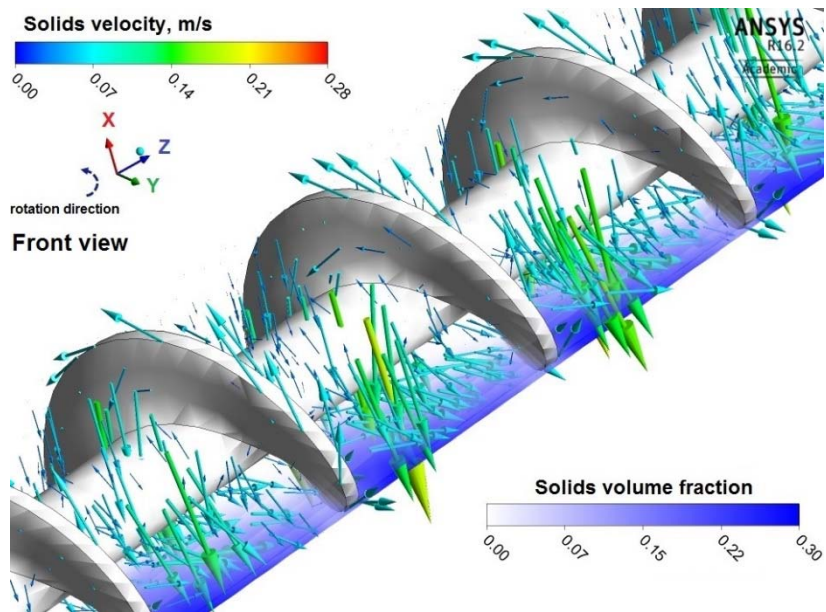 Solids velocity, m/s
0.00 0.07 0.14 0.21 0.28
ANSYS
R16.2
Academic
X
Z
Y
rotation direction
Front view
Solids volume fraction
0.00 0.07 0.15 0.22 0.30